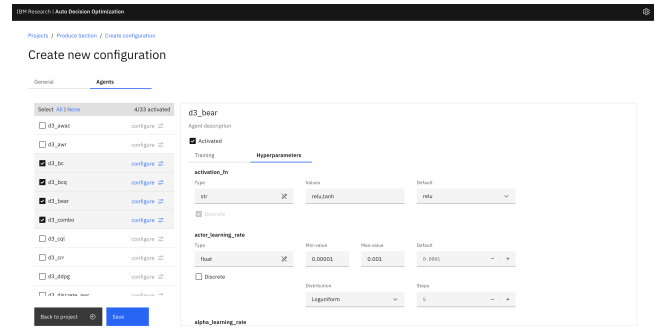 IBM Research | Auto Decision Optimization
Projects / Produce Section / Create configuration
Create new configuration
General Agents
Select All | None 4/33 activated
d3_awac configure
d3_awr configure
d3_bc configure
d3_bcq configure
d3_bear configure
d3_combo configure
d3_cql configure
d3_crr configure
d3_ddpg configure
d3_discrete_awr configure
Back to project Save
d3_bear
Agent description
Activated
Training Hyperparameters
activation_fn
Type Values Default
str relu,tanh relu
Discrete
actor_learning_rate
Type Min-value Max-value Default
float 0.00001 0.001 0.0001 - +
Discrete
Distribution Steps
Loguniform 5 - +
alpha_learning_rate